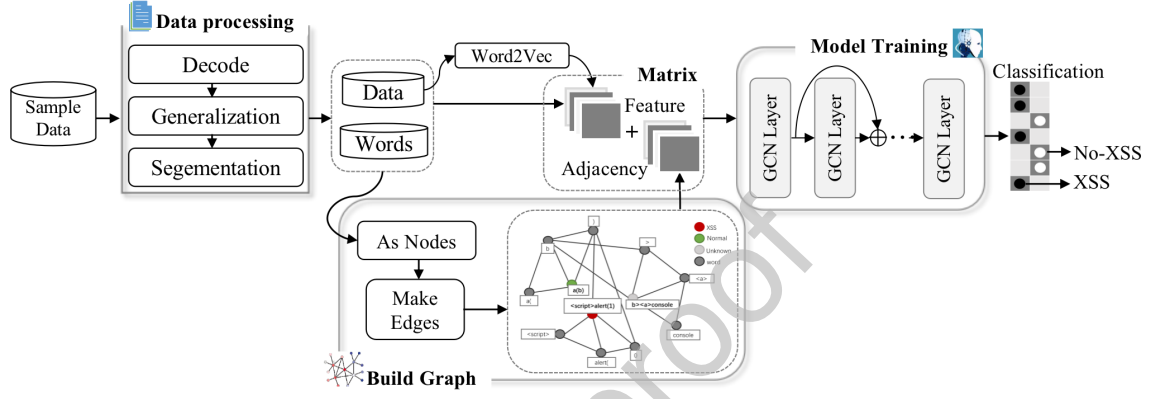 Data processing
Decode
Generalization
Segementation
Sample
Data
Data
Words
Word2Vec
Matrix
Feature
+
Adjacency
Model Training
GCN Layer
GCN Layer
GCN Layer
Classification
No-XSS
XSS
As Nodes
Make
Edges
Build Graph
)
b
>
a(
a(b)
<a>
<script>alert(1)
b><a>console
<script>
alert(
console
XSS
Normal
Unknown
word
proof